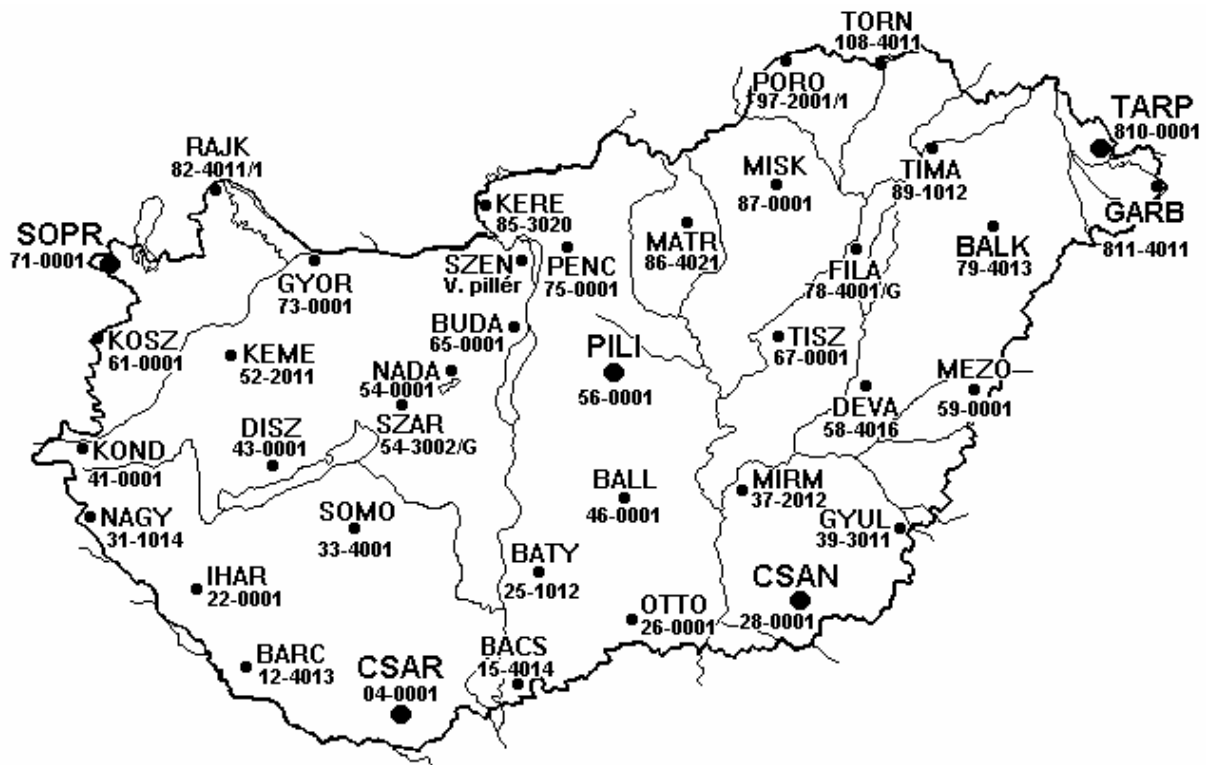 TORN
108-4011
PORO
97-2001/1
TARP
810-0001
RAJK
82-4011/1
MISK
87-0001
TIMA
89-1012
KERE
85-3020
GARB
811-4011
SOPR
71-0001
MATR
86-4021
BALK
79-4013
GYOR
73-0001
SZEN
V. pillér
PENC
75-0001
FILA
78-4001/G
KOSZ
61-0001
BUDA
65-0001
KEME
52-2011
PILI
56-0001
TISZ
67-0001
NADA
54-0001
MEZO
59-0001
DEVA
58-4016
SZAR
54-3002/G
DISZ
43-0001
KOND
41-0001
BALL
46-0001
MIRM
37-2012
NAGY
31-1014
SOMO
33-4001
GYUL
39-3011
BATY
25-1012
IHAR
22-0001
CSAN
28-0001
OTTO
26-0001
BARC
12-4013
CSAR
04-0001
BACS
15-4014